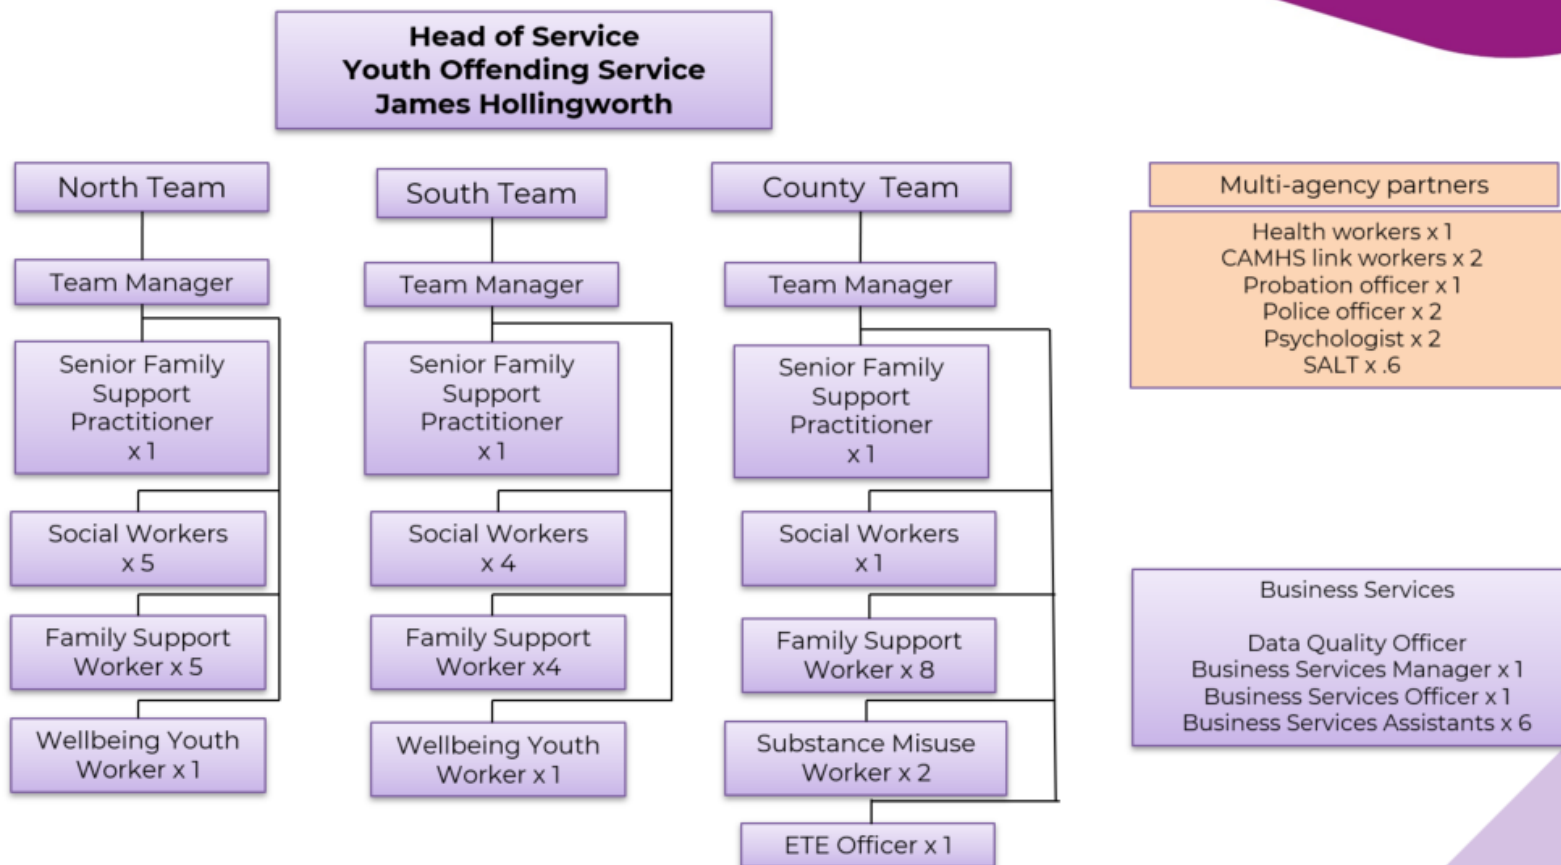 Head of Service
Youth Offending Service
James Hollingworth
North Team
Team Manager
Senior Family
Support
Practitioner
x 1
Social Workers
x 5
Family Support
Worker x 5
Wellbeing Youth
Worker x 1
South Team
Team Manager
Senior Family
Support
Practitioner
x 1
Social Workers
x 4
Family Support
Worker x4
Wellbeing Youth
Worker x 1
County Team
Team Manager
Senior Family
Support
Practitioner
x 1
Social Workers
x 1
Family Support
Worker x 8
Substance Misuse
Worker x 2
ETE Officer x 1
Multi-agency partners
Health workers x 1
CAMHS link workers x 2
Probation officer x 1
Police officer x 2
Psychologist x 2
SALT x .6
Business Services
Data Quality Officer
Business Services Manager x 1
Business Services Officer x 1
Business Services Assistants x 6